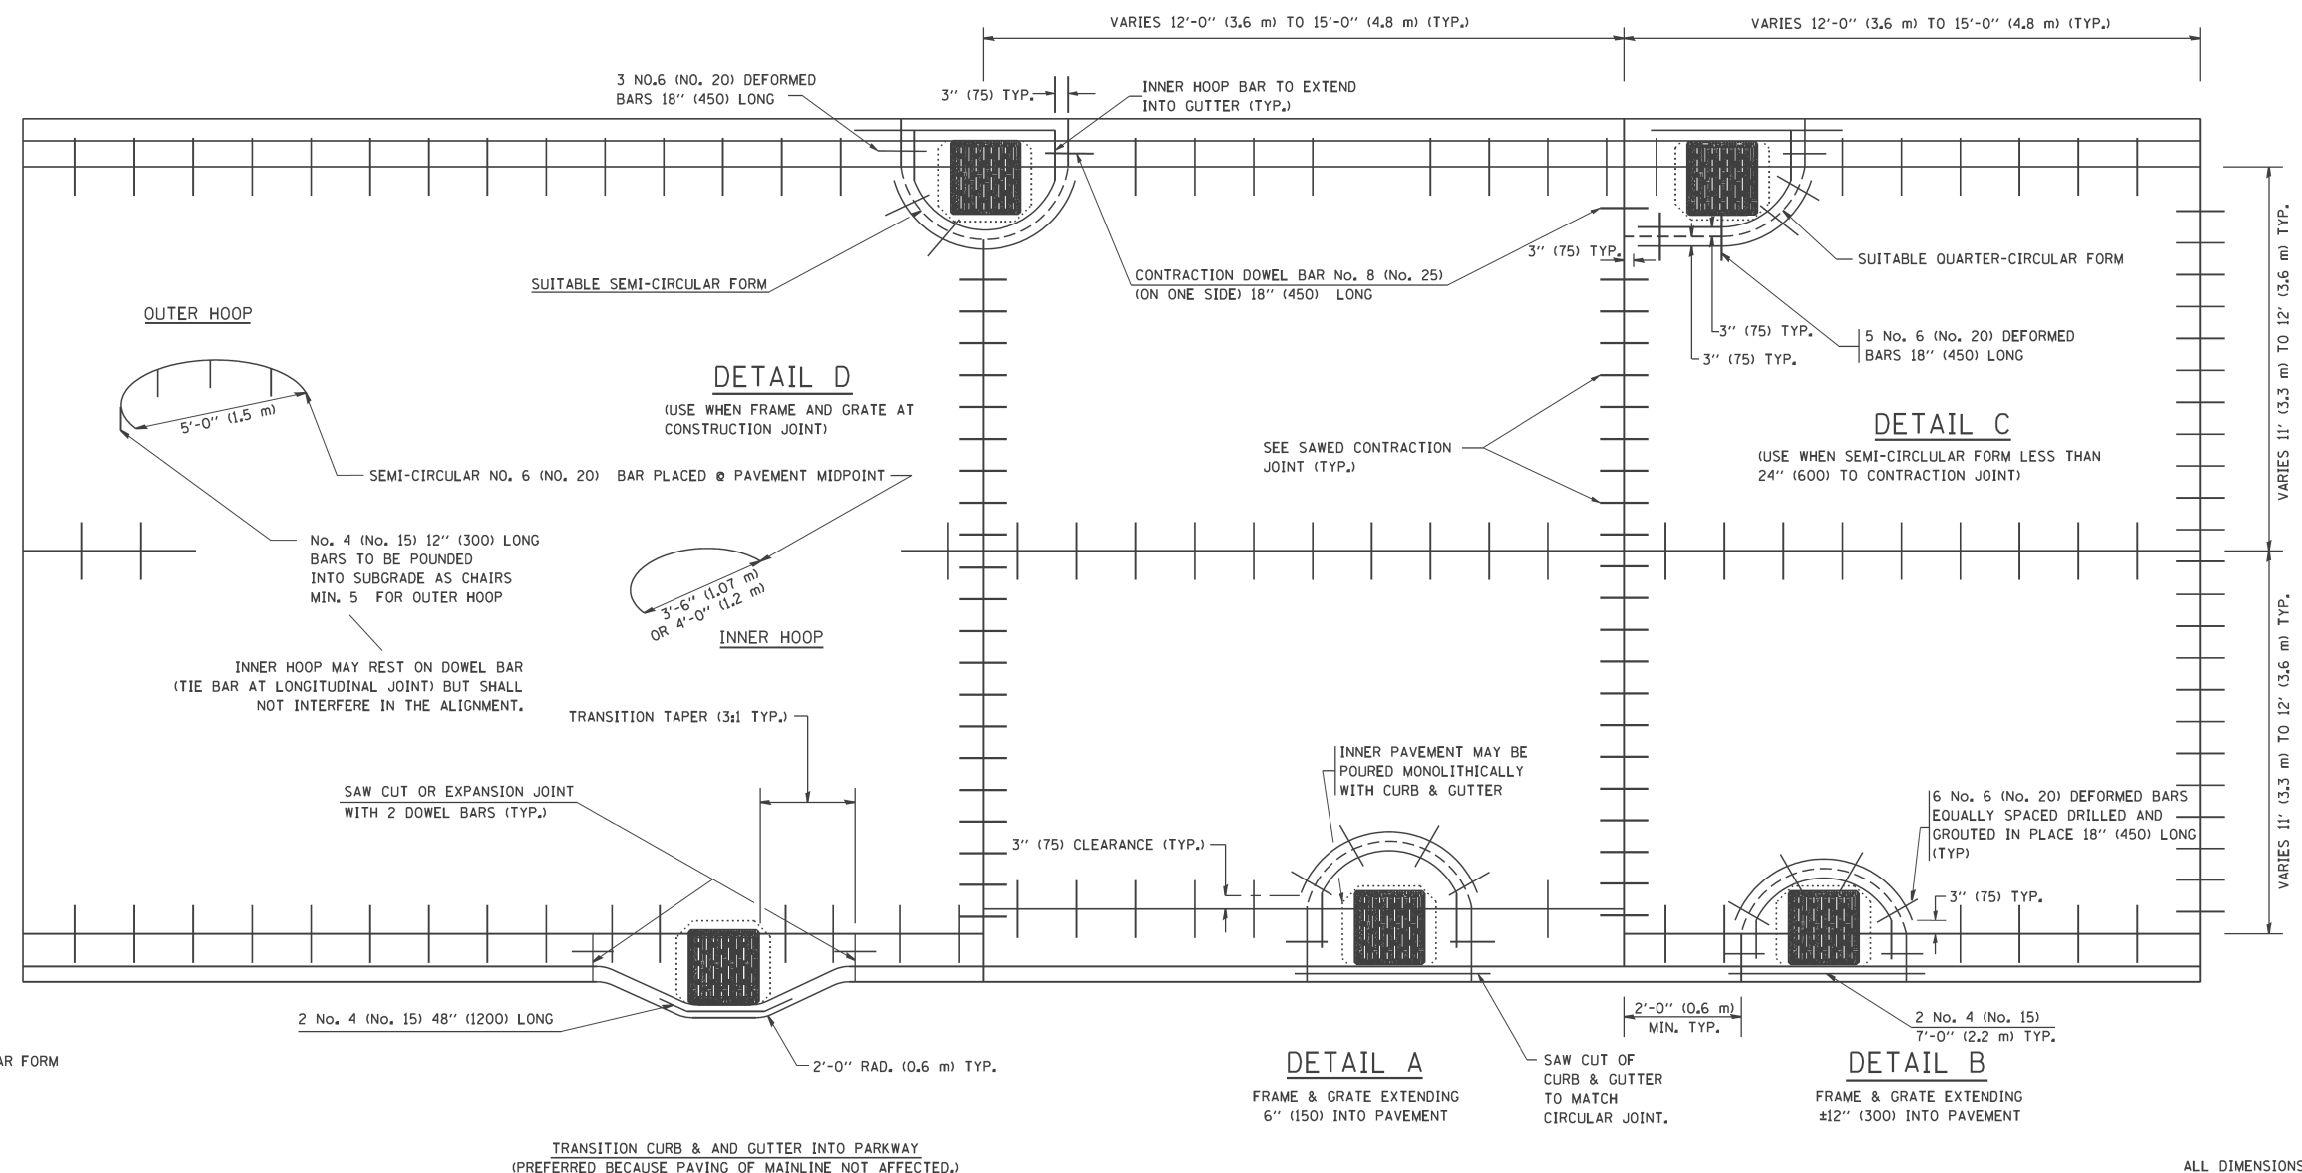 VARIES 12'-0" (3.6 m) TO 15'-0" (4.8 m) (TYP.)
VARIES 12'-0" (3.6 m) TO 15'-0" (4.8 m) (TYP.)
3 NO.6 (NO. 20) DEFORMED
BARS 18" (450) LONG
3" (75) TYP.
INNER HOOP BAR TO EXTEND
INTO GUTTER (TYP.)
SUITABLE SEMI-CIRCULAR FORM
CONTRACTION DOWEL BAR No. 8 (No. 25)
(ON ONE SIDE) 18" (450) LONG
3" (75) TYP.
SUITABLE QUARTER-CIRCULAR FORM
3" (75) TYP.
3" (75) TYP.
5 No. 6 (No. 20) DEFORMED
BARS 18" (450) LONG
VARIES 11' (3.3 m) TO 12' (3.6 m) TYP.
OUTER HOOP
5'-0" (1.5 m)
DETAIL D
(USE WHEN FRAME AND GRATE AT
CONSTRUCTION JOINT)
SEE SAWED CONTRACTION
JOINT (TYP.)
DETAIL C
(USE WHEN SEMI-CIRCLULAR FORM LESS THAN
24" (600) TO CONTRACTION JOINT)
SEMI-CIRCULAR NO. 6 (NO. 20) BAR PLACED @ PAVEMENT MIDPOINT
No. 4 (No. 15) 12" (300) LONG
BARS TO BE POUNDED
INTO SUBGRADE AS CHAIRS
MIN. 5 FOR OUTER HOOP
3'-6" (1.07 m)
OR 4'-0" (1.2 m)
INNER HOOP
INNER HOOP MAY REST ON DOWEL BAR
(TIE BAR AT LONGITUDINAL JOINT) BUT SHALL
NOT INTERFERE IN THE ALIGNMENT.
TRANSITION TAPER (3:1 TYP.)
SAW CUT OR EXPANSION JOINT
WITH 2 DOWEL BARS (TYP.)
INNER PAVEMENT MAY BE
POURED MONOLITHICALLY
WITH CURB & GUTTER
3" (75) CLEARANCE (TYP.)
6 No. 6 (No. 20) DEFORMED BARS
EQUALLY SPACED DRILLED AND
GROUTED IN PLACE 18" (450) LONG
(TYP)
3" (75) TYP.
VARIES 11' (3.3 m) TO 12' (3.6 m) TYP.
2 No. 4 (No. 15) 48" (1200) LONG
2'-0" RAD. (0.6 m) TYP.
2'-0" (0.6 m)
MIN. TYP.
2 No. 4 (No. 15)
7'-0" (2.2 m) TYP.
AR FORM
DETAIL A
FRAME & GRATE EXTENDING
6" (150) INTO PAVEMENT
SAW CUT OF
CURB & GUTTER
TO MATCH
CIRCULAR JOINT.
DETAIL B
FRAME & GRATE EXTENDING
±12" (300) INTO PAVEMENT
TRANSITION CURB & AND GUTTER INTO PARKWAY
(PREFERRED BECAUSE PAVING OF MAINLINE NOT AFFECTED.)
ALL DIMENSIONS